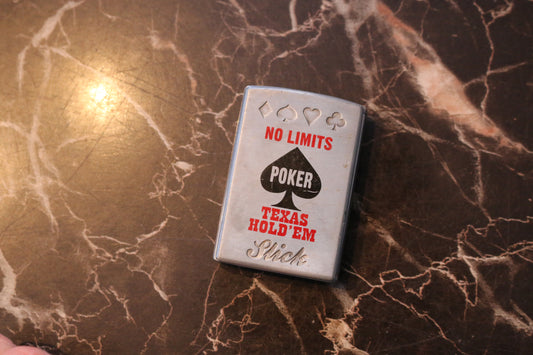 NO LIMITS
POKER
TEXAS
HOLD'EM
Slick